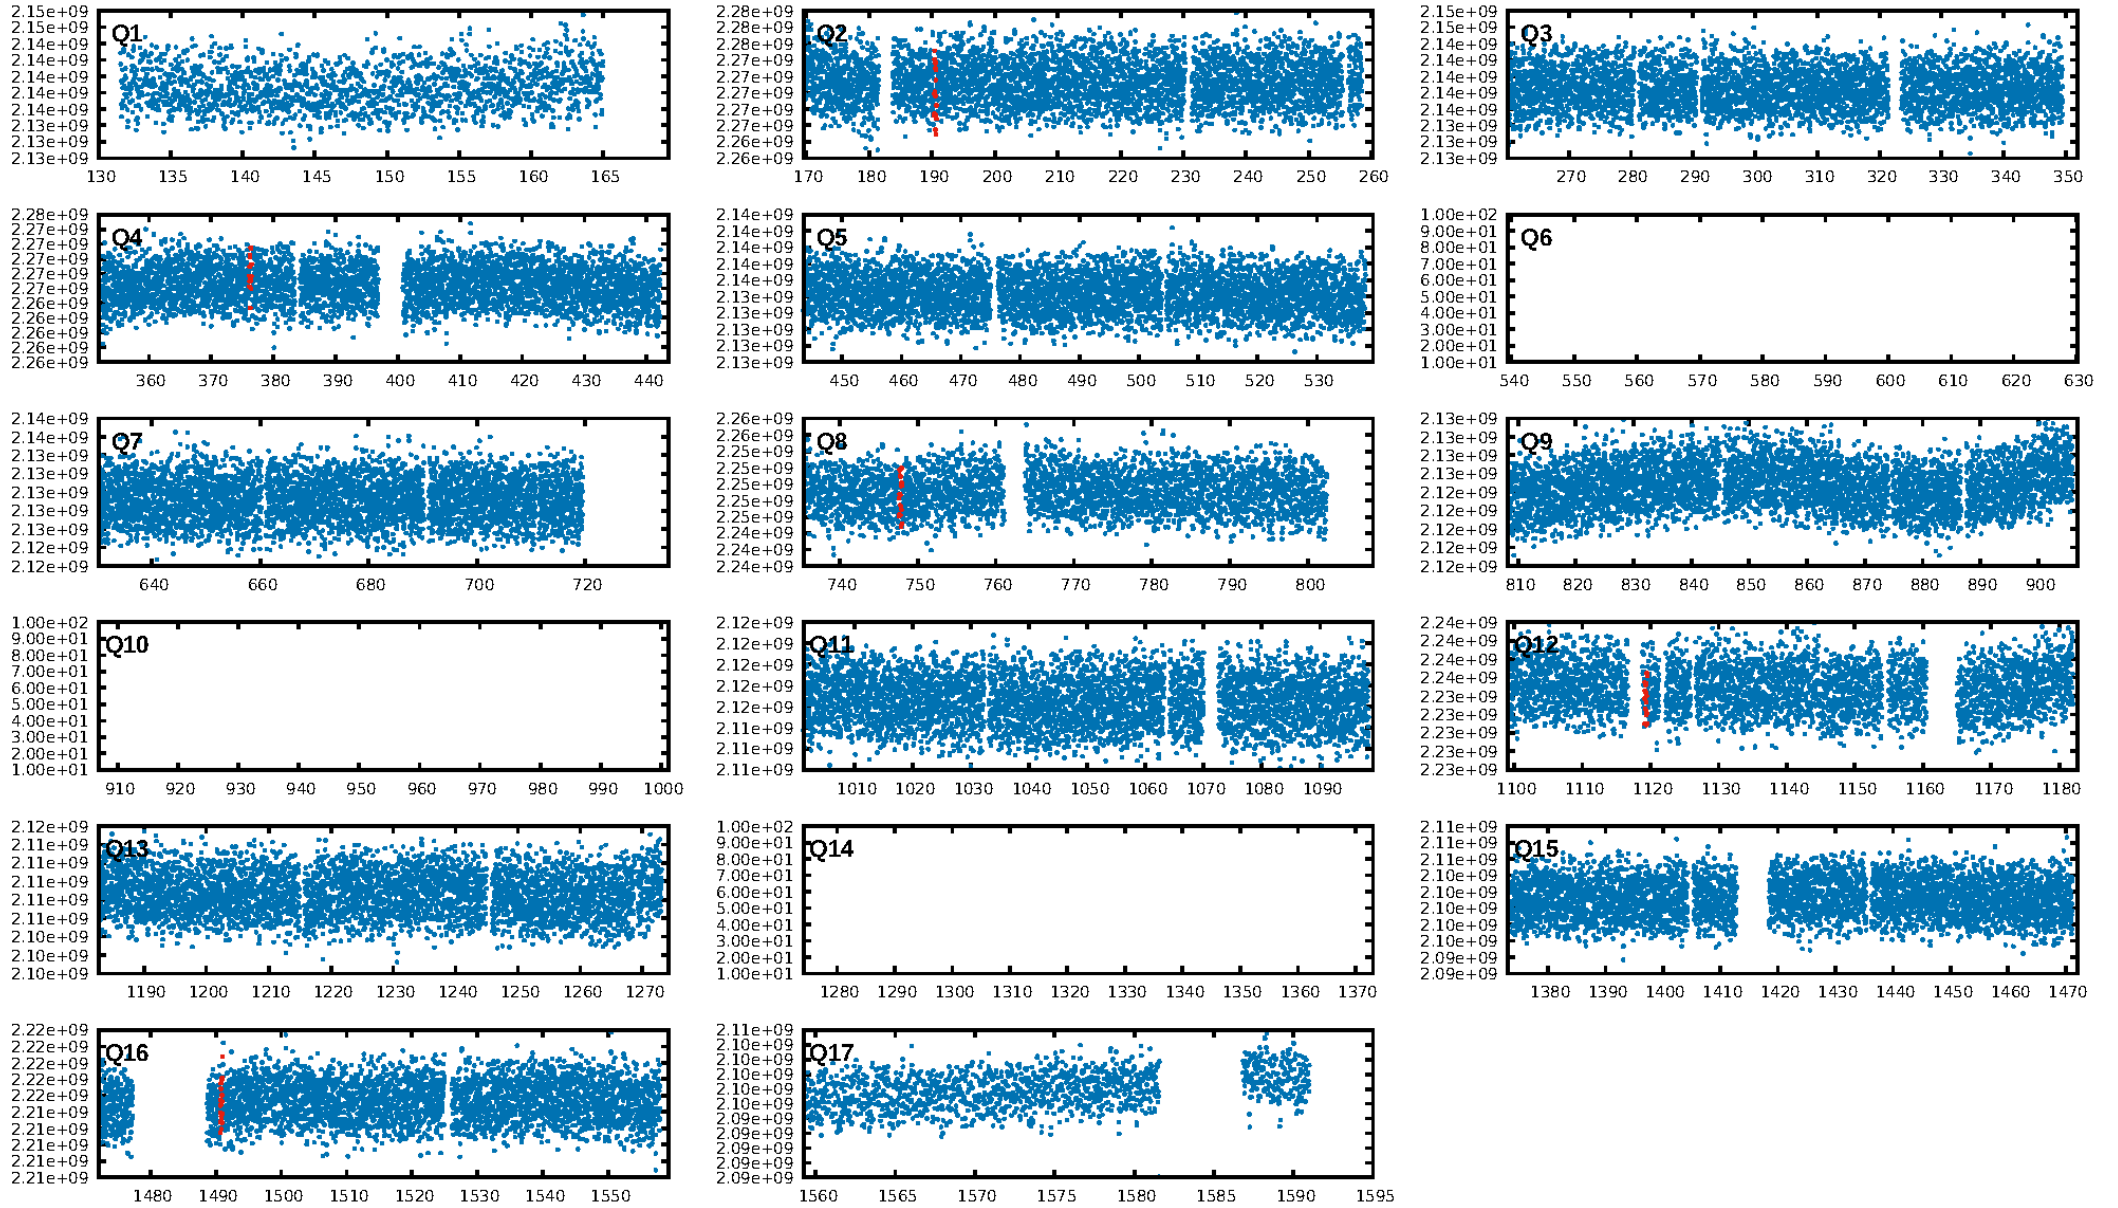 2.15e+09 2.14e+09 2.14e+09 2.14e+09 2.14e+09 2.14e+09 2.13e+09 2.13e+09 2.13e+09
Q1
130 135 140 145 150 155 160 165
2.28e+09 2.28e+09 2.27e+09 2.27e+09 2.27e+09 2.27e+09 2.27e+09 2.27e+09 2.26e+09
Q2
170 180 190 200 210 220 230 240 250 260
2.15e+09 2.14e+09 2.14e+09 2.14e+09 2.14e+09 2.14e+09 2.14e+09 2.13e+09 2.13e+09
Q3
270 280 290 300 310 320 330 340 350
2.28e+09 2.27e+09 2.27e+09 2.27e+09 2.27e+09 2.27e+09 2.26e+09 2.26e+09 2.26e+09 2.26e+09 2.26e+09
Q4
360 370 380 390 400 410 420 430 440
2.14e+09 2.14e+09 2.14e+09 2.14e+09 2.13e+09 2.13e+09 2.13e+09 2.13e+09 2.13e+09
Q5
450 460 470 480 490 500 510 520 530
1.00e+02 9.00e+01 8.00e+01 7.00e+01 6.00e+01 5.00e+01 4.00e+01 3.00e+01 2.00e+01 1.00e+01
Q6
540 550 560 570 580 590 600 610 620 630
2.14e+09 2.14e+09 2.13e+09 2.13e+09 2.13e+09 2.13e+09 2.13e+09 2.12e+09 2.12e+09
Q7
640 660 680 700 720
2.26e+09 2.26e+09 2.25e+09 2.25e+09 2.25e+09 2.25e+09 2.25e+09 2.24e+09 2.24e+09 2.24e+09
Q8
740 750 760 770 780 790 800
2.13e+09 2.13e+09 2.13e+09 2.13e+09 2.12e+09 2.12e+09 2.12e+09 2.12e+09 2.12e+09
Q9
810 820 830 840 850 860 870 880 890 900
1.00e+02 9.00e+01 8.00e+01 7.00e+01 6.00e+01 5.00e+01 4.00e+01 3.00e+01 2.00e+01 1.00e+01
Q10
910 920 930 940 950 960 970 980 990 1000
2.12e+09 2.12e+09 2.12e+09 2.12e+09 2.12e+09 2.11e+09 2.11e+09 2.11e+09
Q11
1010 1020 1030 1040 1050 1060 1070 1080 1090
2.24e+09 2.24e+09 2.24e+09 2.24e+09 2.23e+09 2.23e+09 2.23e+09 2.23e+09 2.23e+09
Q12
1100 1110 1120 1130 1140 1150 1160 1170 1180
2.12e+09 2.11e+09 2.11e+09 2.11e+09 2.11e+09 2.11e+09 2.10e+09 2.10e+09 2.10e+09
Q13
1190 1200 1210 1220 1230 1240 1250 1260 1270
1.00e+02 9.00e+01 8.00e+01 7.00e+01 6.00e+01 5.00e+01 4.00e+01 3.00e+01 2.00e+01 1.00e+01
Q14
1280 1290 1300 1310 1320 1330 1340 1350 1360 1370
2.11e+09 2.11e+09 2.11e+09 2.10e+09 2.10e+09 2.10e+09 2.10e+09 2.10e+09 2.09e+09 2.09e+09
Q15
1380 1390 1400 1410 1420 1430 1440 1450 1460 1470
2.22e+09 2.22e+09 2.22e+09 2.22e+09 2.22e+09 2.21e+09 2.21e+09 2.21e+09 2.21e+09 2.21e+09
Q16
1480 1490 1500 1510 1520 1530 1540 1550
2.11e+09 2.10e+09 2.10e+09 2.10e+09 2.10e+09 2.10e+09 2.09e+09 2.09e+09 2.09e+09 2.09e+09 2.09e+09
Q17
1560 1565 1570 1575 1580 1585 1590 1595